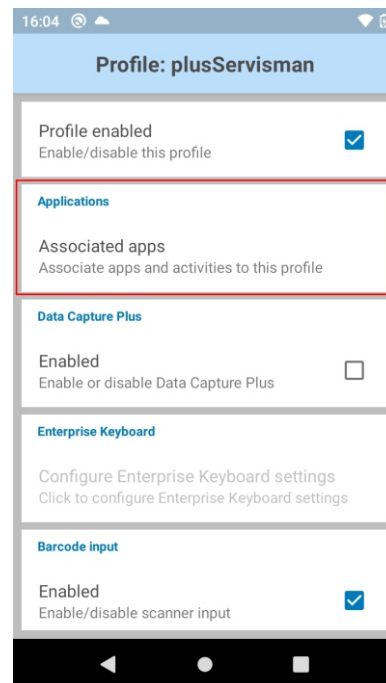 16:04
Profile: plusServisman
Profile enabled
Enable/disable this profile
Applications
Associated apps
Associate apps and activities to this profile
Data Capture Plus
Enabled
Enable or disable Data Capture Plus
Enterprise Keyboard
Configure Enterprise Keyboard settings
Click to configure Enterprise Keyboard settings
Barcode input
Enabled
Enable/disable scanner input